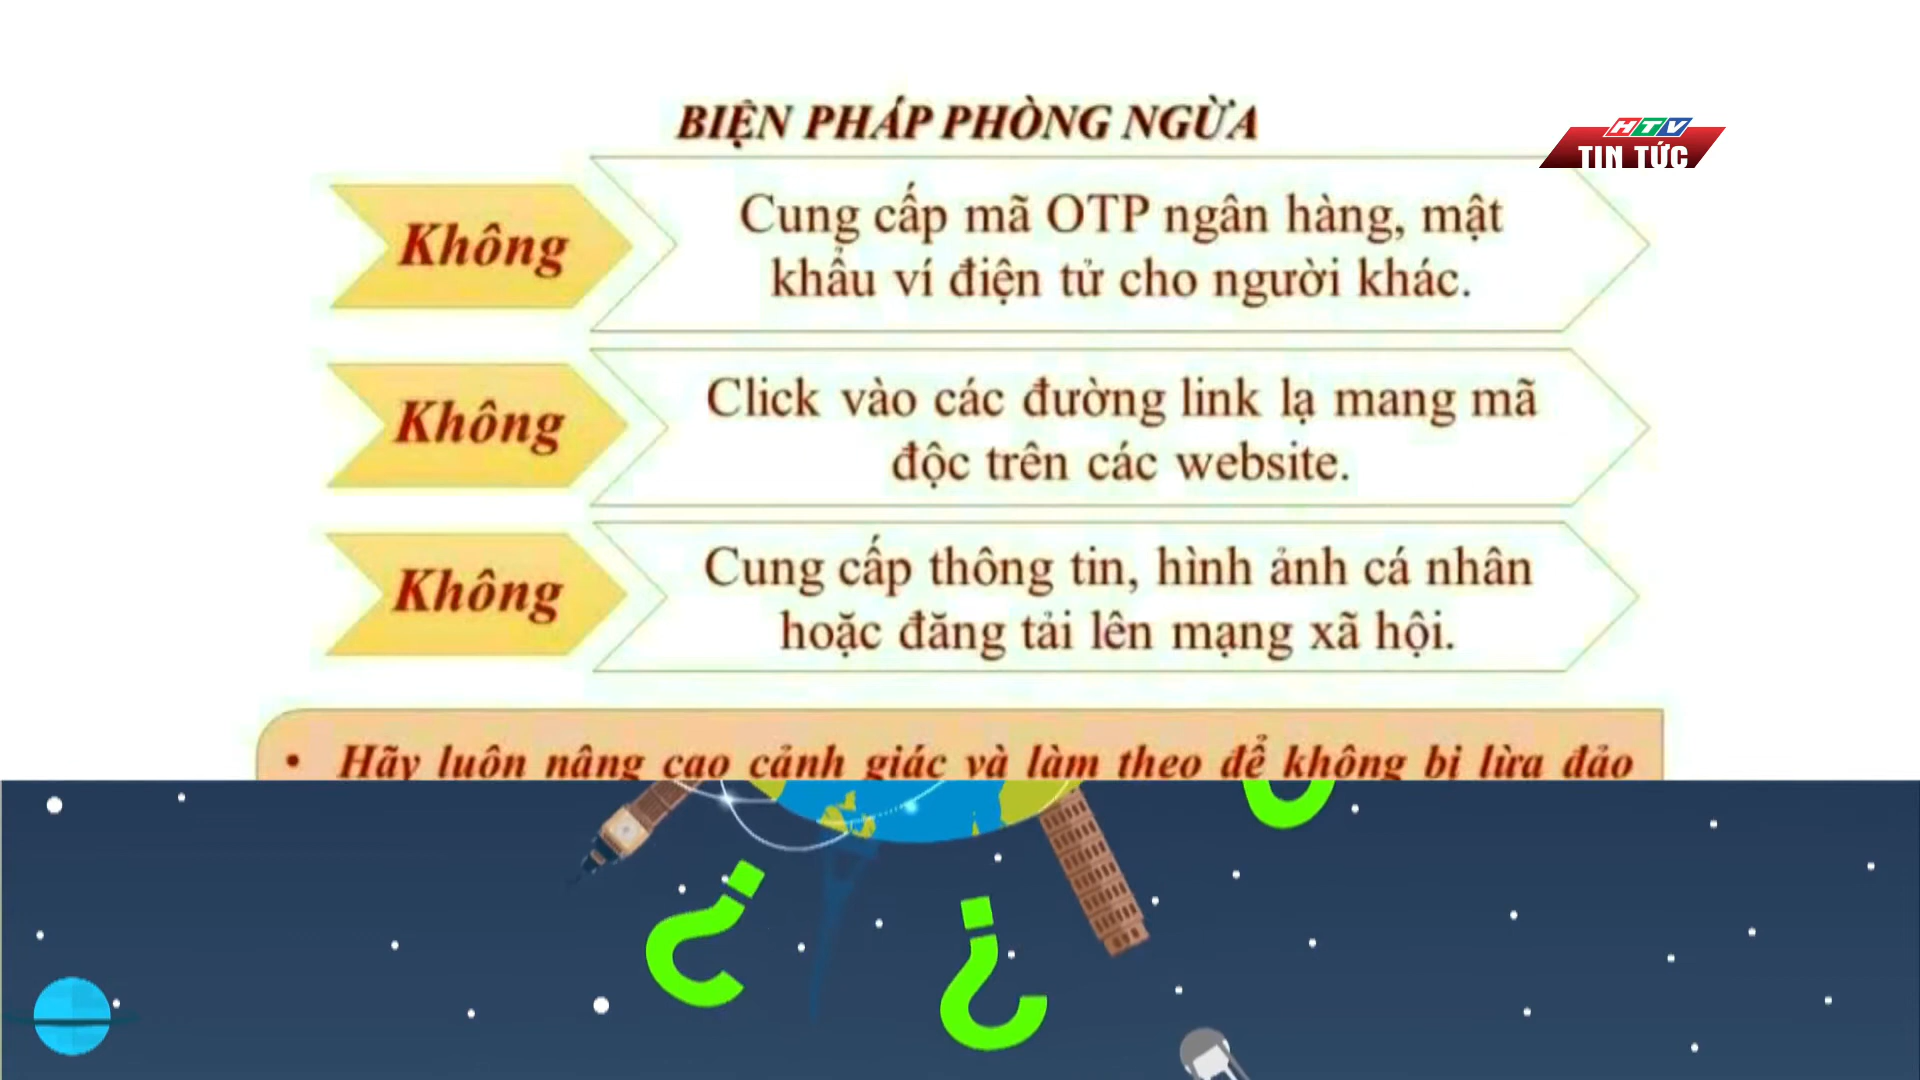 BIỆN PHÁP PHÒNG NGỪA
HTV
TIN TỨC
Không
Cung cấp mã OTP ngân hàng, mật
khẩu ví điện tử cho người khác.
Không
Click vào các đường link lạ mang mã
độc trên các website.
Không
Cung cấp thông tin, hình ảnh cá nhân
hoặc đăng tải lên mạng xã hội.
• Hãy luôn nâng cao cảnh giác và làm theo để không bị lừa đảo
? ? ?